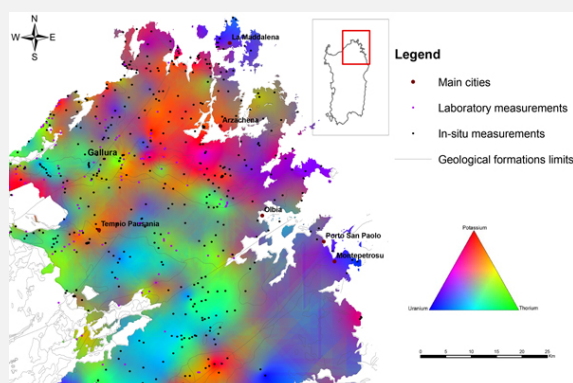 N
W E
S
La Maddalena
Arzachena
Gallura
Olbia
Tempio Pausania
Porto San Paolo
Montepetrosu
Legend
Main cities
Laboratory measurements
In-situ measurements
Geological formations limits
Potassium
Uranium
Thorium
0 5 10 15 20 25
Km